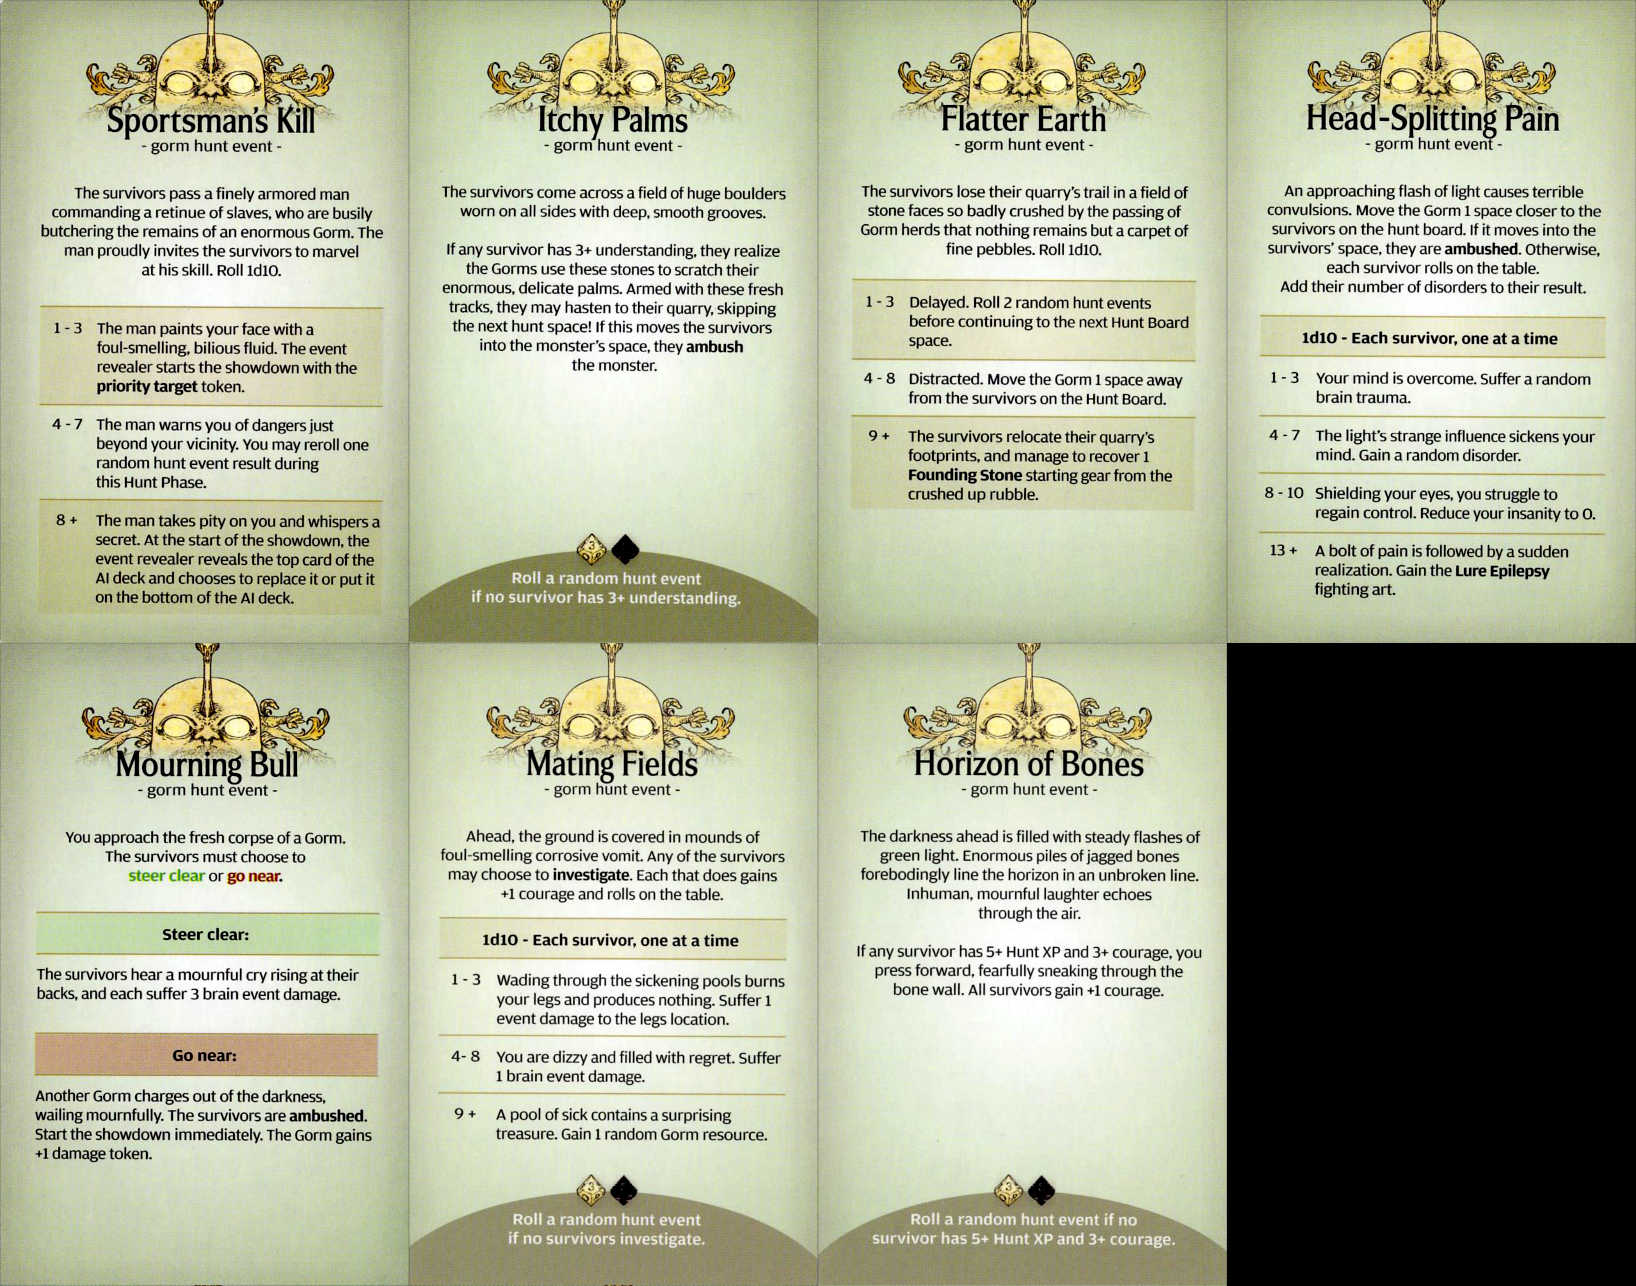 Sportsman's Kill
- gorm hunt event -
The survivors pass a finely armored man
commanding a retinue of slaves, who are busily
butchering the remains of an enormous Gorm. The
man proudly invites the survivors to marvel
at his skill. Roll 1d10.
1 - 3 The man paints your face with a
foul-smelling, bilious fluid. The event
revealer starts the showdown with the
priority target token.
4 - 7 The man warns you of dangers just
beyond your vicinity. You may reroll one
random hunt event result during
this Hunt Phase.
8 + The man takes pity on you and whispers a
secret. At the start of the showdown, the
event revealer reveals the top card of the
AI deck and chooses to replace it or put it
on the bottom of the AI deck.
Itchy Palms
- gorm hunt event -
The survivors come across a field of huge boulders
worn on all sides with deep, smooth grooves.
If any survivor has 3+ understanding, they realize
the Gorms use these stones to scratch their
enormous, delicate palms. Armed with these fresh
tracks, they may hasten to their quarry, skipping
the next hunt space! If this moves the survivors
into the monster's space, they ambush
the monster.
3
Roll a random hunt event
if no survivor has 3+ understanding.
Flatter Earth
- gorm hunt event -
The survivors lose their quarry's trail in a field of
stone faces so badly crushed by the passing of
Gorm herds that nothing remains but a carpet of
fine pebbles. Roll 1d10.
1 - 3 Delayed. Roll 2 random hunt events
before continuing to the next Hunt Board
space.
4 - 8 Distracted. Move the Gorm 1 space away
from the survivors on the Hunt Board.
9 + The survivors relocate their quarry's
footprints, and manage to recover 1
Founding Stone starting gear from the
crushed up rubble.
Head-Splitting Pain
- gorm hunt event -
An approaching flash of light causes terrible
convulsions. Move the Gorm 1 space closer to the
survivors on the hunt board. If it moves into the
survivors' space, they are ambushed. Otherwise,
each survivor rolls on the table.
Add their number of disorders to their result.
1d10 - Each survivor, one at a time
1 - 3 Your mind is overcome. Suffer a random
brain trauma.
4 - 7 The light's strange influence sickens your
mind. Gain a random disorder.
8 - 10 Shielding your eyes, you struggle to
regain control. Reduce your insanity to 0.
13 + A bolt of pain is followed by a sudden
realization. Gain the Lure Epilepsy
fighting art.
Mourning Bull
- gorm hunt event -
You approach the fresh corpse of a Gorm.
The survivors must choose to
steer clear or go near.
Steer clear:
The survivors hear a mournful cry rising at their
backs, and each suffer 3 brain event damage.
Go near:
Another Gorm charges out of the darkness,
wailing mournfully. The survivors are ambushed.
Start the showdown immediately. The Gorm gains
+1 damage token.
Mating Fields
- gorm hunt event -
Ahead, the ground is covered in mounds of
foul-smelling corrosive vomit. Any of the survivors
may choose to investigate. Each that does gains
+1 courage and rolls on the table.
1d10 - Each survivor, one at a time
1 - 3 Wading through the sickening pools burns
your legs and produces nothing. Suffer 1
event damage to the legs location.
4- 8 You are dizzy and filled with regret. Suffer
1 brain event damage.
9 + A pool of sick contains a surprising
treasure. Gain 1 random Gorm resource.
3
Roll a random hunt event
if no survivors investigate.
Horizon of Bones
- gorm hunt event -
The darkness ahead is filled with steady flashes of
green light. Enormous piles of jagged bones
forebodingly line the horizon in an unbroken line.
Inhuman, mournful laughter echoes
through the air.
If any survivor has 5+ Hunt XP and 3+ courage, you
press forward, fearfully sneaking through the
bone wall. All survivors gain +1 courage.
3
Roll a random hunt event if no
survivor has 5+ Hunt XP and 3+ courage.